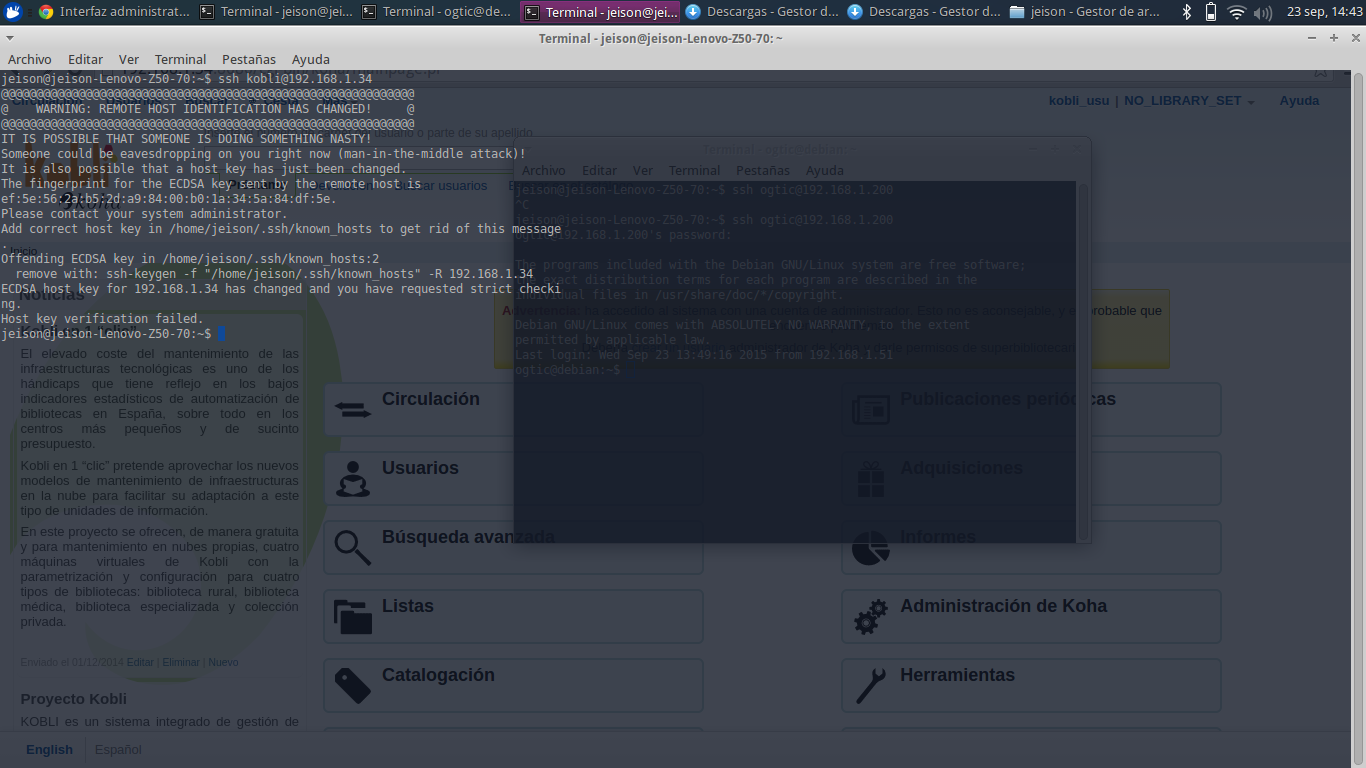 Interfaz administrat...
Terminal - jeison@jei...
Terminal - ogtic@de...
Terminal - jeison@jei...
Descargas - Gestor d...
Descargas - Gestor d...
jeison - Gestor de ar...
23 sep, 14:43
Terminal - jeison@jeison-Lenovo-Z50-70: ~
Archivo Editar Ver Terminal Pestañas Ayuda
jeison@jeison-Lenovo-Z50-70:~$ ssh kobli@192.168.1.34
@@@@@@@@@@@@@@@@@@@@@@@@@@@@@@@@@@@@@@@@@@@@@@@@@@@@@@@@@@@
@    WARNING: REMOTE HOST IDENTIFICATION HAS CHANGED!     @
@@@@@@@@@@@@@@@@@@@@@@@@@@@@@@@@@@@@@@@@@@@@@@@@@@@@@@@@@@@
IT IS POSSIBLE THAT SOMEONE IS DOING SOMETHING NASTY!
Someone could be eavesdropping on you right now (man-in-the-middle attack)!
It is also possible that a host key has just been changed.
The fingerprint for the ECDSA key sent by the remote host is
ef:5e:56:2a:b5:2d:a9:84:00:b0:1a:34:5a:84:df:5e.
Please contact your system administrator.
Add correct host key in /home/jeison/.ssh/known_hosts to get rid of this message
.
Offending ECDSA key in /home/jeison/.ssh/known_hosts:2
  remove with: ssh-keygen -f "/home/jeison/.ssh/known_hosts" -R 192.168.1.34
ECDSA host key for 192.168.1.34 has changed and you have requested strict checki
ng.
Host key verification failed.
jeison@jeison-Lenovo-Z50-70:~$
kobli_usu | NO_LIBRARY_SET
Ayuda
usuario o parte de su apellido
buscar usuarios
Inicio
Terminal - ogtic@debian: ~
Archivo Editar Ver Terminal Pestañas Ayuda
jeison@jeison-Lenovo-Z50-70:~$ ssh ogtic@192.168.1.200
^C
jeison@jeison-Lenovo-Z50-70:~$ ssh ogtic@192.168.1.200
ogtic@192.168.1.200's password:
The programs included with the Debian GNU/Linux system are free software;
the exact distribution terms for each program are described in the
individual files in /usr/share/doc/*/copyright.
Debian GNU/Linux comes with ABSOLUTELY NO WARRANTY, to the extent
permitted by applicable law.
Last login: Wed Sep 23 13:49:16 2015 from 192.168.1.51
ogtic@debian:~$
Noticias
Kobli en 1 "clic"
El elevado coste del mantenimiento de las
infraestructuras tecnológicas es uno de los
hándicaps que tiene reflejo en los bajos
indicadores estadísticos de automatización de
bibliotecas en España, sobre todo en los
centros más pequeños y de sucinto
presupuesto.
Kobli en 1 “clic” pretende aprovechar los nuevos
modelos de mantenimiento de infraestructuras
en la nube para facilitar su adaptación a este
tipo de unidades de información.
En este proyecto se ofrecen, de manera gratuita
y para mantenimiento en nubes propias, cuatro
máquinas virtuales de Kobli con la
parametrización y configuración para cuatro
tipos de bibliotecas: biblioteca rural, biblioteca
médica, biblioteca especializada y colección
privada.
Enviado el 01/12/2014 Editar | Eliminar | Nuevo
Proyecto Kobli
KOBLI es un sistema integrado de gestión de
Circulación
Usuarios
Búsqueda avanzada
Listas
Catalogación
Publicaciones periódicas
Adquisiciones
Informes
Administración de Koha
Herramientas
English
Español